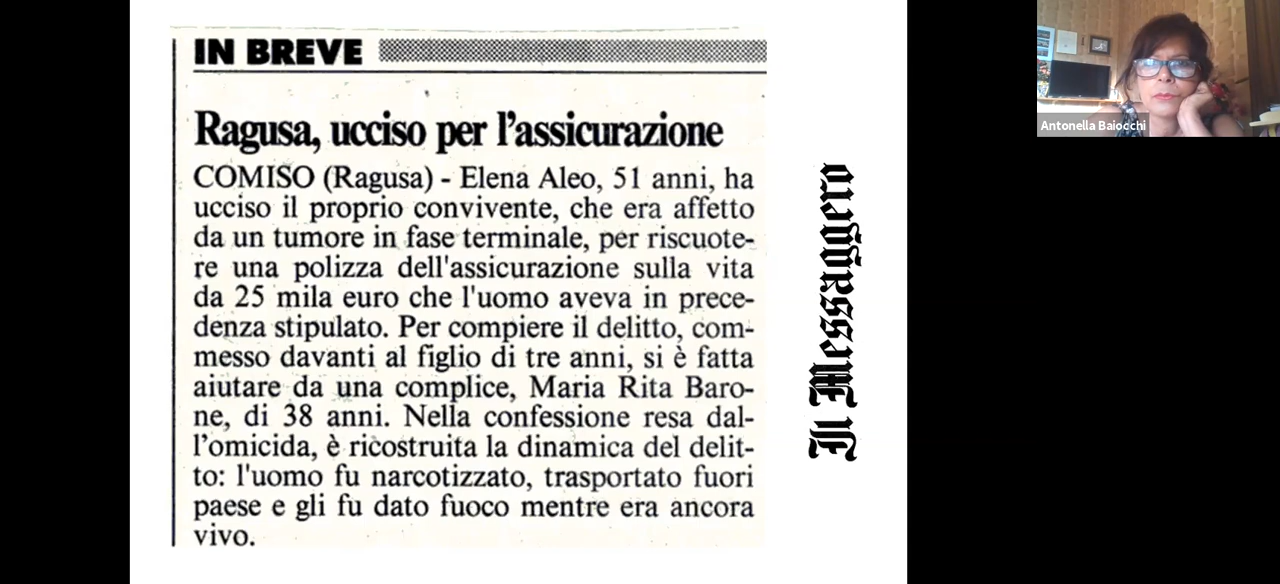 IN BREVE
Ragusa, ucciso per l'assicurazione
COMISO (Ragusa) - Elena Aleo, 51 anni, ha
ucciso il proprio convivente, che era affetto
da un tumore in fase terminale, per riscuote-
re una polizza dell'assicurazione sulla vita
da 25 mila euro che l'uomo aveva in prece-
denza stipulato. Per compiere il delitto, com-
messo davanti al figlio di tre anni, si è fatta
aiutare da una complice, Maria Rita Baro-
ne, di 38 anni. Nella confessione resa dal-
l'omicida, è ricostruita la dinamica del delit-
to: l'uomo fu narcotizzato, trasportato fuori
paese e gli fu dato fuoco mentre era ancora
vivo.
Il Messaggero
Antonella Baiocchi